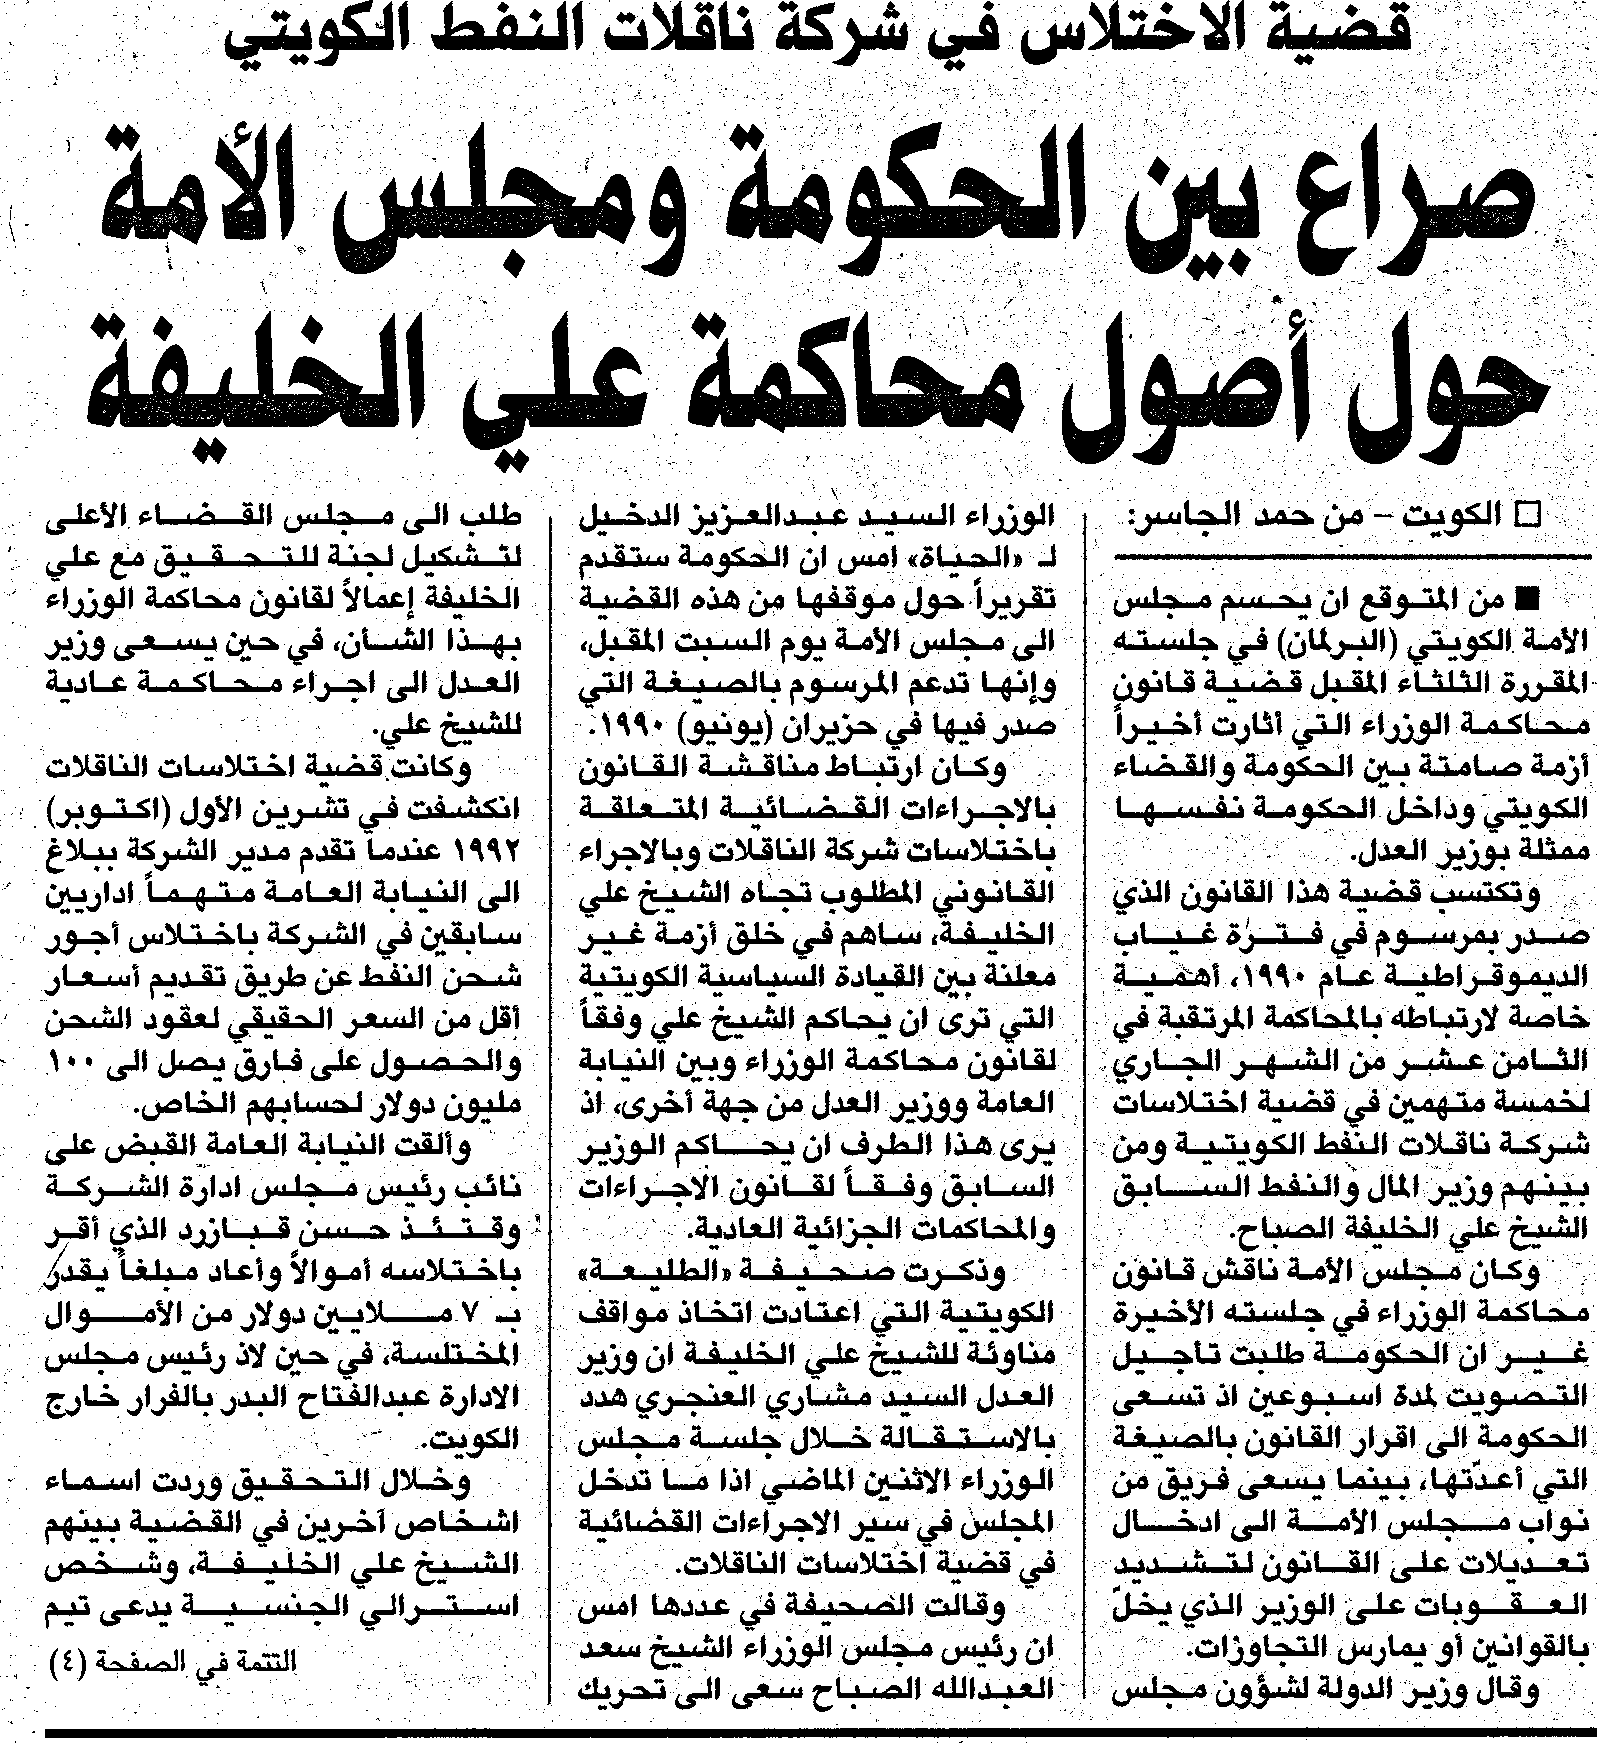 قضية الاختلاس في شركة ناقلات النفط الكويتي
صراع بين الحكومة ومجلس الأمة
حول أصول محاكمة علي الخليفة
□ الكويت – من حمد الجاسر:
■ من المتوقع ان يحسم مجلس
الأمة الكويتي (البرلمان) في جلسته
المقررة الثلثاء المقبل قضية قانون
محاكمة الوزراء التي أثارت أخيراً
أزمة صامتة بين الحكومة والقضاء
الكويتي وداخل الحكومة نفسها
ممثلة بوزير العدل.
وتكتسب قضية هذا القانون الذي
صدر بمرسوم في فترة غياب
الديموقراطية عام ١٩٩٠، أهمية
خاصة لارتباطه بالمحاكمة المرتقبة في
الثامن عشر من الشهر الجاري
لخمسة متهمين في قضية اختلاسات
شركة ناقلات النفط الكويتية ومن
بينهم وزير المال والنفط السابق
الشيخ علي الخليفة الصباح.
وكان مجلس الأمة ناقش قانون
محاكمة الوزراء في جلسته الأخيرة
غير ان الحكومة طلبت تأجيل
التصويت لمدة اسبوعين اذ تسعى
الحكومة الى اقرار القانون بالصيغة
التي أعدّتها، بينما يسعى فريق من
نواب مجلس الأمة الى ادخال
تعديلات على القانون لتشديد
العقوبات على الوزير الذي يخلّ
بالقوانين أو يمارس التجاوزات.
وقال وزير الدولة لشؤون مجلس
الوزراء السيد عبدالعزيز الدخيل
لـ «الحياة» امس ان الحكومة ستقدم
تقريراً حول موقفها من هذه القضية
الى مجلس الأمة يوم السبت المقبل،
وإنها تدعم المرسوم بالصيغة التي
صدر فيها في حزيران (يونيو) ١٩٩٠.
وكان ارتباط مناقشة القانون
بالاجراءات القضائية المتعلقة
باختلاسات شركة الناقلات وبالاجراء
القانوني المطلوب تجاه الشيخ علي
الخليفة، ساهم في خلق أزمة غير
معلنة بين القيادة السياسية الكويتية
التي ترى ان يحاكم الشيخ علي وفقاً
لقانون محاكمة الوزراء وبين النيابة
العامة ووزير العدل من جهة أخرى، اذ
يرى هذا الطرف ان يحاكم الوزير
السابق وفقاً لقانون الاجراءات
والمحاكمات الجزائية العادية.
وذكرت صحيفة «الطليعة»
الكويتية التي اعتادت اتخاذ مواقف
مناوئة للشيخ علي الخليفة ان وزير
العدل السيد مشاري العنجري هدد
بالاستقالة خلال جلسة مجلس
الوزراء الاثنين الماضي اذا ما تدخل
المجلس في سير الاجراءات القضائية
في قضية اختلاسات الناقلات.
وقالت الصحيفة في عددها امس
ان رئيس مجلس الوزراء الشيخ سعد
العبدالله الصباح سعى الى تحريك
طلب الى مجلس القضاء الأعلى
لتشكيل لجنة للتحقيق مع علي
الخليفة إعمالاً لقانون محاكمة الوزراء
بهذا الشأن، في حين يسعى وزير
العدل الى اجراء محاكمة عادية
للشيخ علي.
وكانت قضية اختلاسات الناقلات
انكشفت في تشرين الأول (اكتوبر)
١٩٩٢ عندما تقدم مدير الشركة ببلاغ
الى النيابة العامة متهماً اداريين
سابقين في الشركة باختلاس أجور
شحن النفط عن طريق تقديم أسعار
أقل من السعر الحقيقي لعقود الشحن
والحصول على فارق يصل الى ١٠٠
مليون دولار لحسابهم الخاص.
وألقت النيابة العامة القبض على
نائب رئيس مجلس ادارة الشركة
وقتئذ حسن قبازرد الذي أقر
باختلاسه أموالاً وأعاد مبلغاً يقدر
بـ ٧ ملايين دولار من الأموال
المختلسة، في حين لاذ رئيس مجلس
الادارة عبدالفتاح البدر بالفرار خارج
الكويت.
وخلال التحقيق وردت اسماء
اشخاص آخرين في القضية بينهم
الشيخ علي الخليفة، وشخص
استرالي الجنسية يدعى تيم
التتمة في الصفحة (٤)